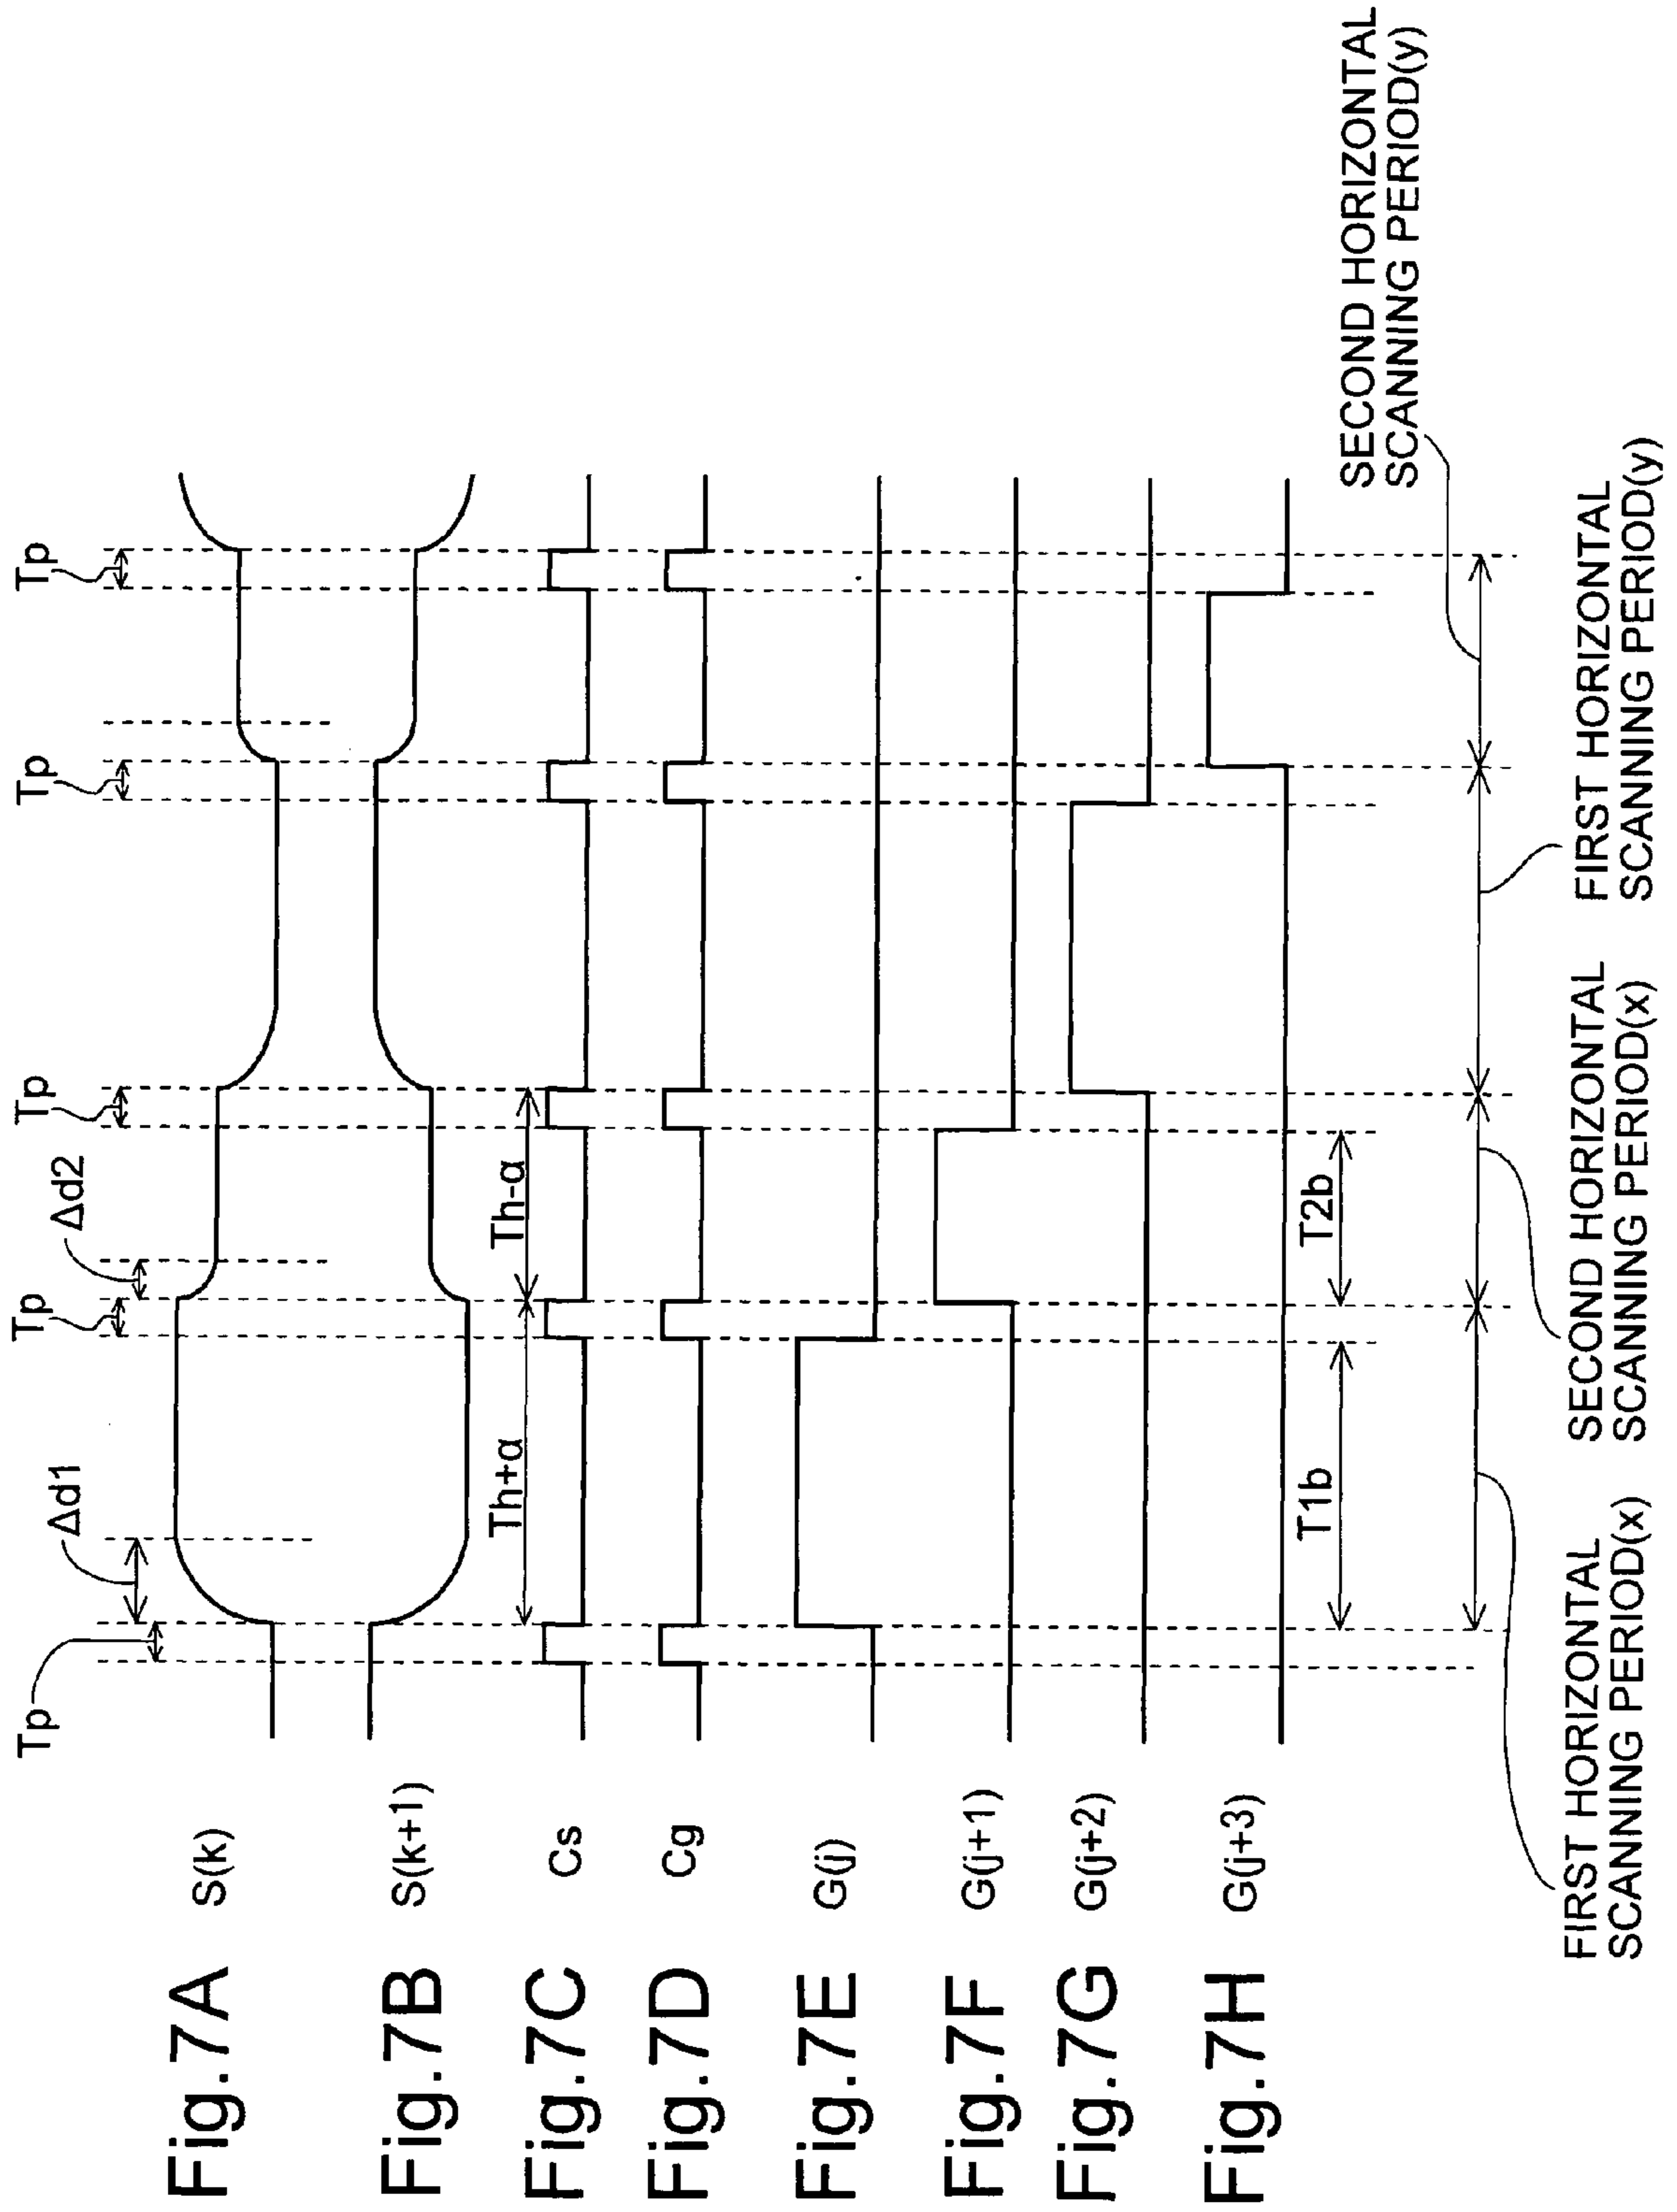 Tp
Δd1
Tp
Δd2
Tp
Tp
Tp
Fig.7A S(k)
Fig.7B S(k+1)
Th+α
Th-α
Fig.7C Cs
Fig.7D Cg
Fig.7E G(j)
Fig.7F G(j+1)
Fig.7G G(j+2)
Fig.7H G(j+3)
T1b
T2b
SECOND HORIZONTAL
SCANNING PERIOD(y)
FIRST HORIZONTAL
SCANNING PERIOD(x)
SECOND HORIZONTAL
SCANNING PERIOD(x)
FIRST HORIZONTAL
SCANNING PERIOD(y)